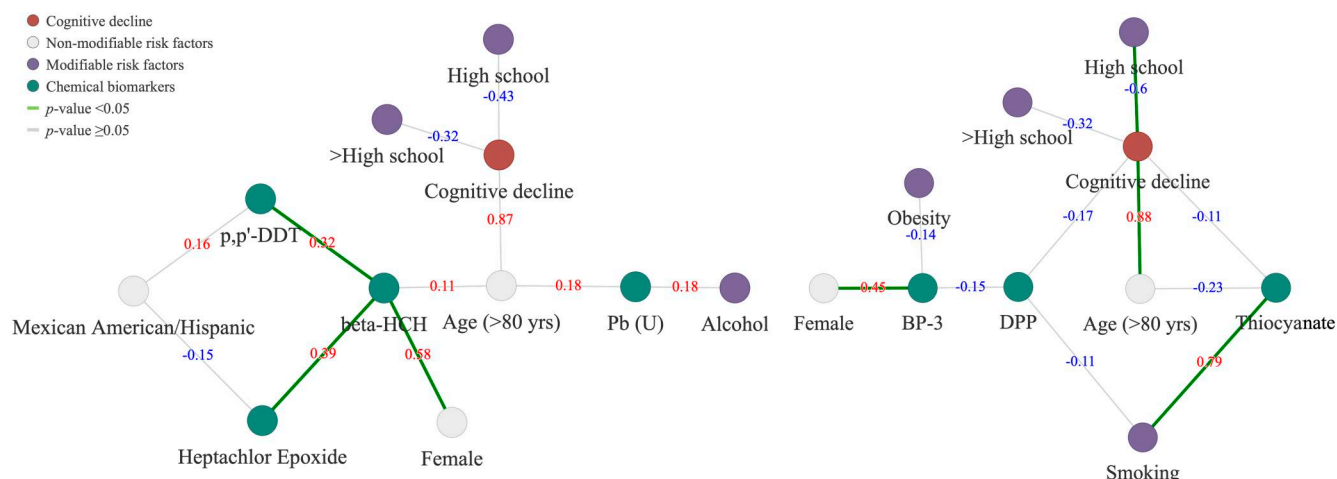 Cognitive decline
Non-modifiable risk factors
Modifiable risk factors
Chemical biomarkers
p-value <0.05
p-value ≥0.05
High school
-0.43
-0.32
>High school
Cognitive decline
0.87
p,p'-DDT
0.16
0.32
Mexican American/Hispanic
beta-HCH
0.11
Age (>80 yrs)
0.18
Pb (U)
0.18
Alcohol
-0.15
0.39
0.58
Heptachlor Epoxide
Female
High school
-0.6
-0.32
>High school
Cognitive decline
Obesity
-0.14
-0.17
0.88
-0.11
Female
0.45
BP-3
-0.15
DPP
Age (>80 yrs)
-0.23
Thiocyanate
-0.11
0.79
Smoking